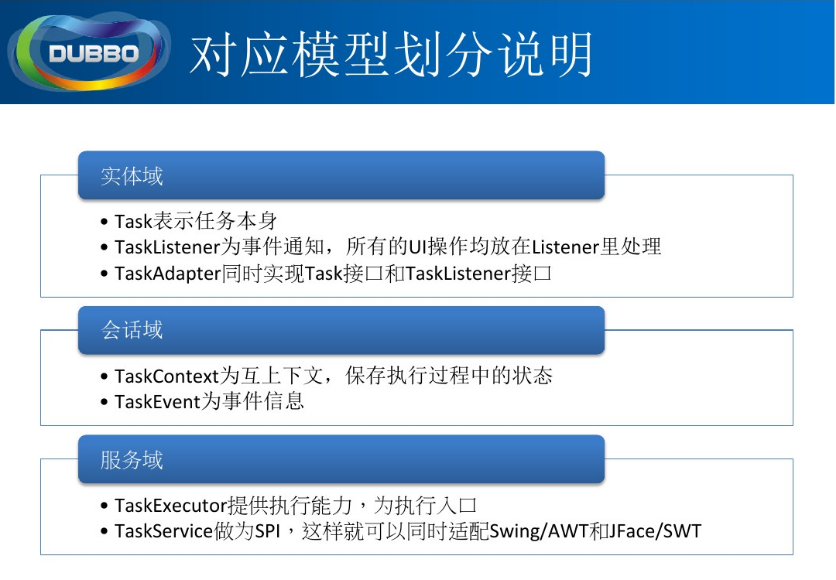 DUBBO
对应模型划分说明
实体域
• Task表示任务本身
• TaskListener为事件通知，所有的UI操作均放在Listener里处理
• TaskAdapter同时实现Task接口和TaskListener接口
会话域
• TaskContext为互上下文，保存执行过程中的状态
• TaskEvent为事件信息
服务域
• TaskExecutor提供执行能力，为执行入口
• TaskService做为SPI，这样就可以同时适配Swing/AWT和JFace/SWT